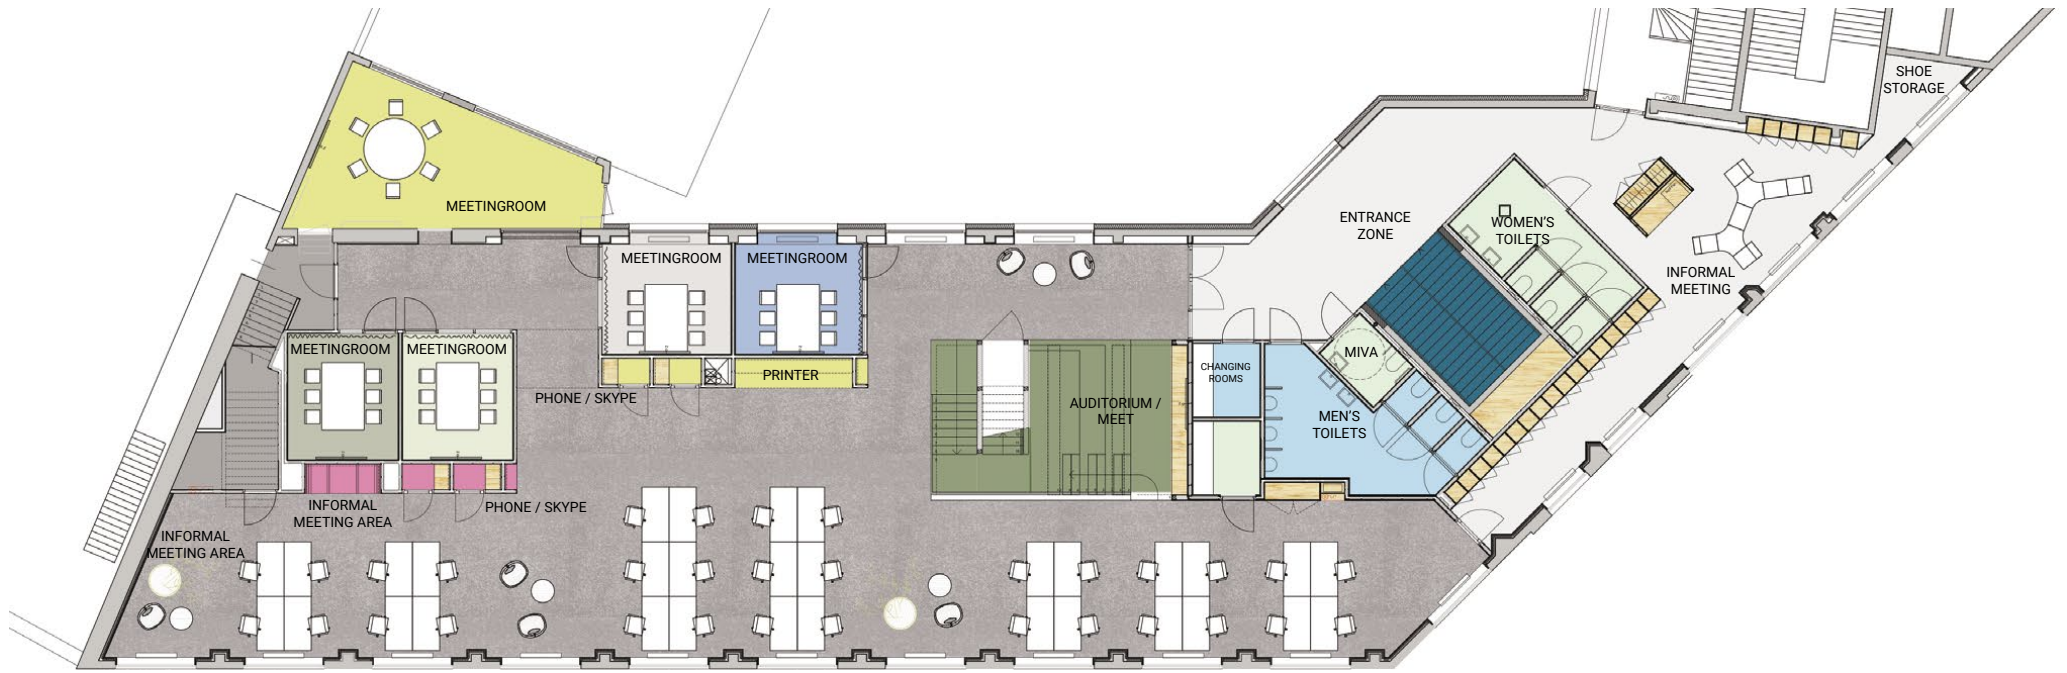 SHOE
STORAGE
MEETINGROOM
ENTRANCE
ZONE
WOMEN'S
TOILETS
INFORMAL
MEETING
MEETINGROOM
MEETINGROOM
MEETINGROOM
MEETINGROOM
MIVA
PRINTER
CHANGING
ROOMS
PHONE / SKYPE
AUDITORIUM /
MEET
MEN'S
TOILETS
INFORMAL
MEETING AREA
PHONE / SKYPE
INFORMAL
MEETING AREA